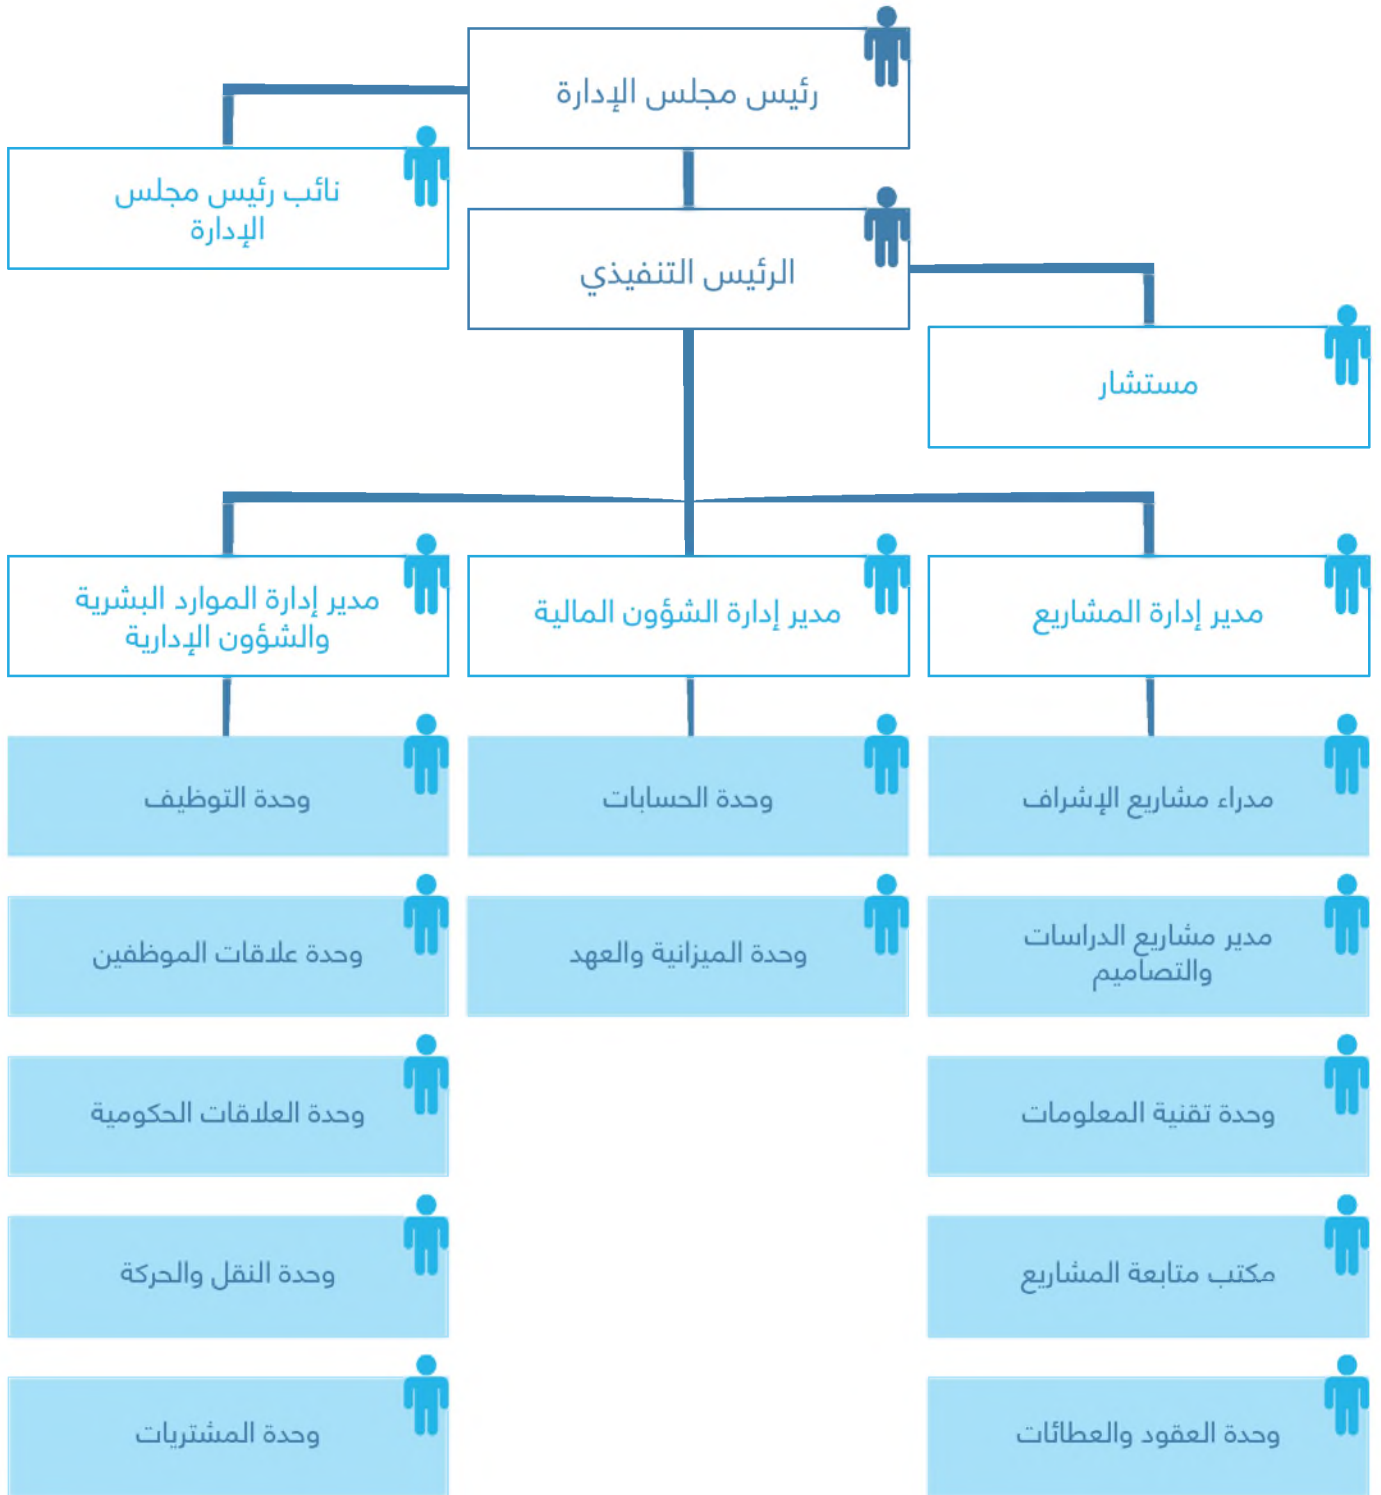 رئيس مجلس الإدارة
نائب رئيس مجلس
الإدارة
الرئيس التنفيذي
مستشار
مدير إدارة المشاريع
مدير إدارة الشؤون المالية
مدير إدارة الموارد البشرية
والشؤون الإدارية
مدراء مشاريع الإشراف
وحدة الحسابات
وحدة التوظيف
مدير مشاريع الدراسات
والتصاميم
وحدة الميزانية والعهد
وحدة علاقات الموظفين
وحدة تقنية المعلومات
وحدة العلاقات الحكومية
مكتب متابعة المشاريع
وحدة النقل والحركة
وحدة العقود والعطائات
وحدة المشتريات